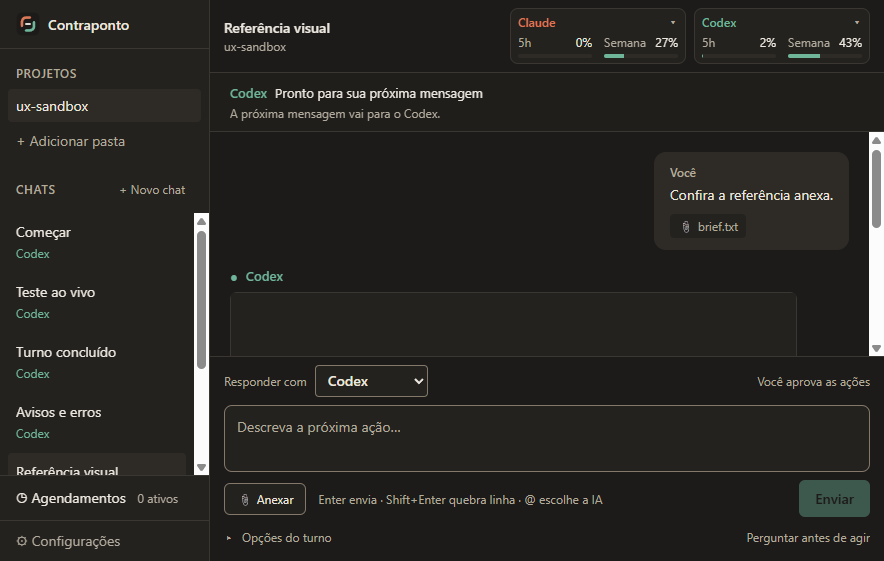 Contraponto
PROJETOS
ux-sandbox
+ Adicionar pasta
CHATS + Novo chat
Começar
Codex
Teste ao vivo
Codex
Turno concluído
Codex
Avisos e erros
Codex
Referência visual
Agendamentos 0 ativos
Configurações
Referência visual
ux-sandbox
Claude
5h 0% Semana 27%
Codex
5h 2% Semana 43%
Codex Pronto para sua próxima mensagem
A próxima mensagem vai para o Codex.
Você
Confira a referência anexa.
brief.txt
Codex
Responder com Codex Você aprova as ações
Descreva a próxima ação...
Anexar Enter envia · Shift+Enter quebra linha · @ escolhe a IA Enviar
Opções do turno Perguntar antes de agir